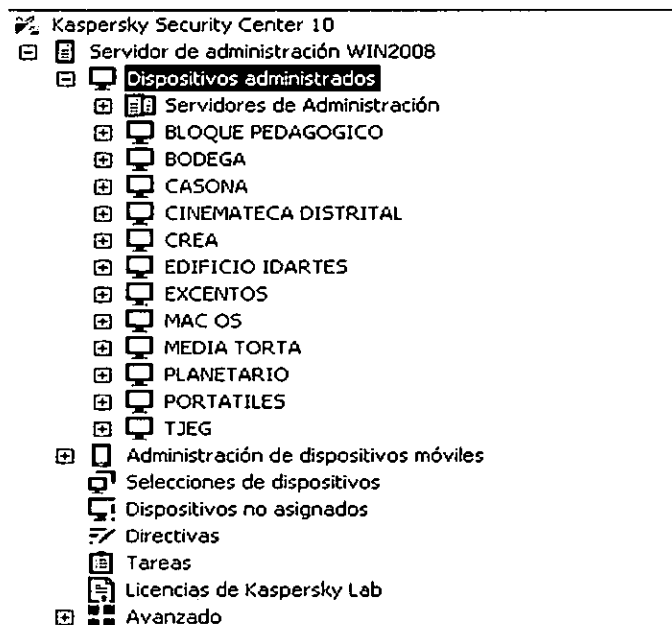 Kaspersky Security Center 10
Servidor de administración WIN2008
Dispositivos administrados
Servidores de Administración
BLOQUE PEDAGOGICO
BODEGA
CASONA
CINEMATECA DISTRITAL
CREA
EDIFICIO IDARTES
EXCENTOS
MAC OS
MEDIA TORTA
PLANETARIO
PORTATILES
TJEG
Administración de dispositivos móviles
Selecciones de dispositivos
Dispositivos no asignados
Directivas
Tareas
Licencias de Kaspersky Lab
Avanzado